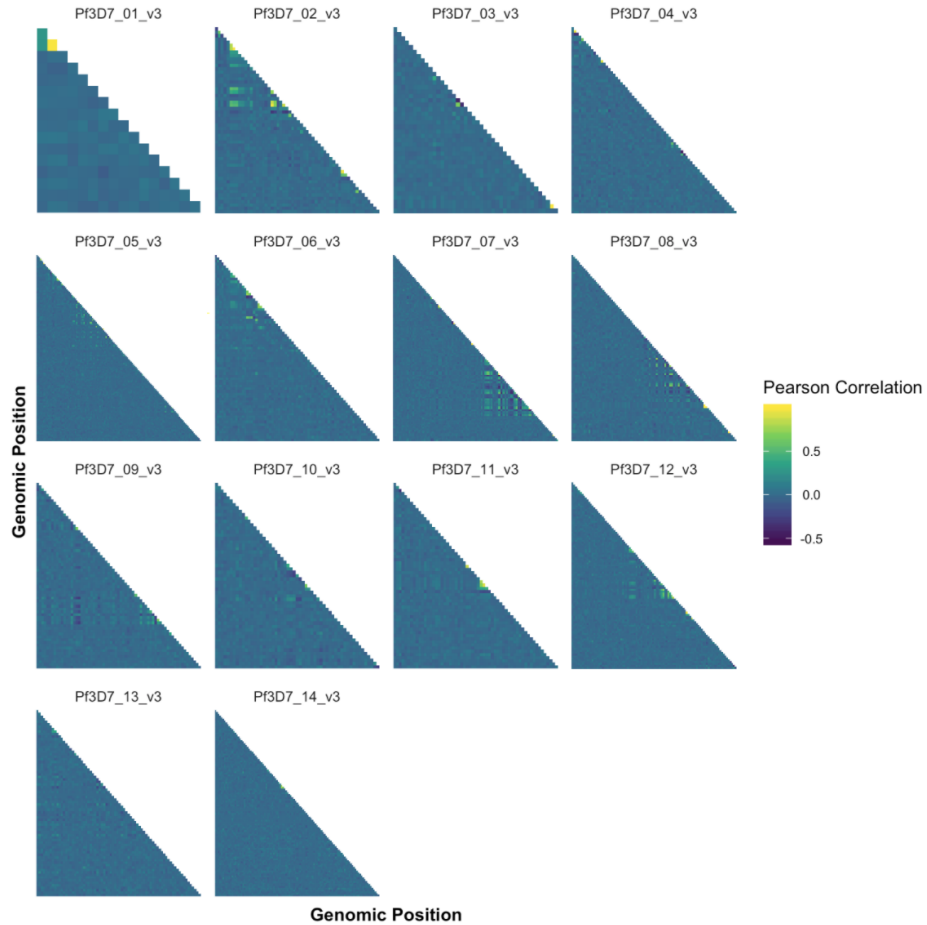 Pf3D7_01_v3
Pf3D7_02_v3
Pf3D7_03_v3
Pf3D7_04_v3
Pf3D7_05_v3
Pf3D7_06_v3
Pf3D7_07_v3
Pf3D7_08_v3
Pf3D7_09_v3
Pf3D7_10_v3
Pf3D7_11_v3
Pf3D7_12_v3
Pf3D7_13_v3
Pf3D7_14_v3
Genomic Position
Genomic Position
Pearson Correlation
0.5
0.0
-0.5